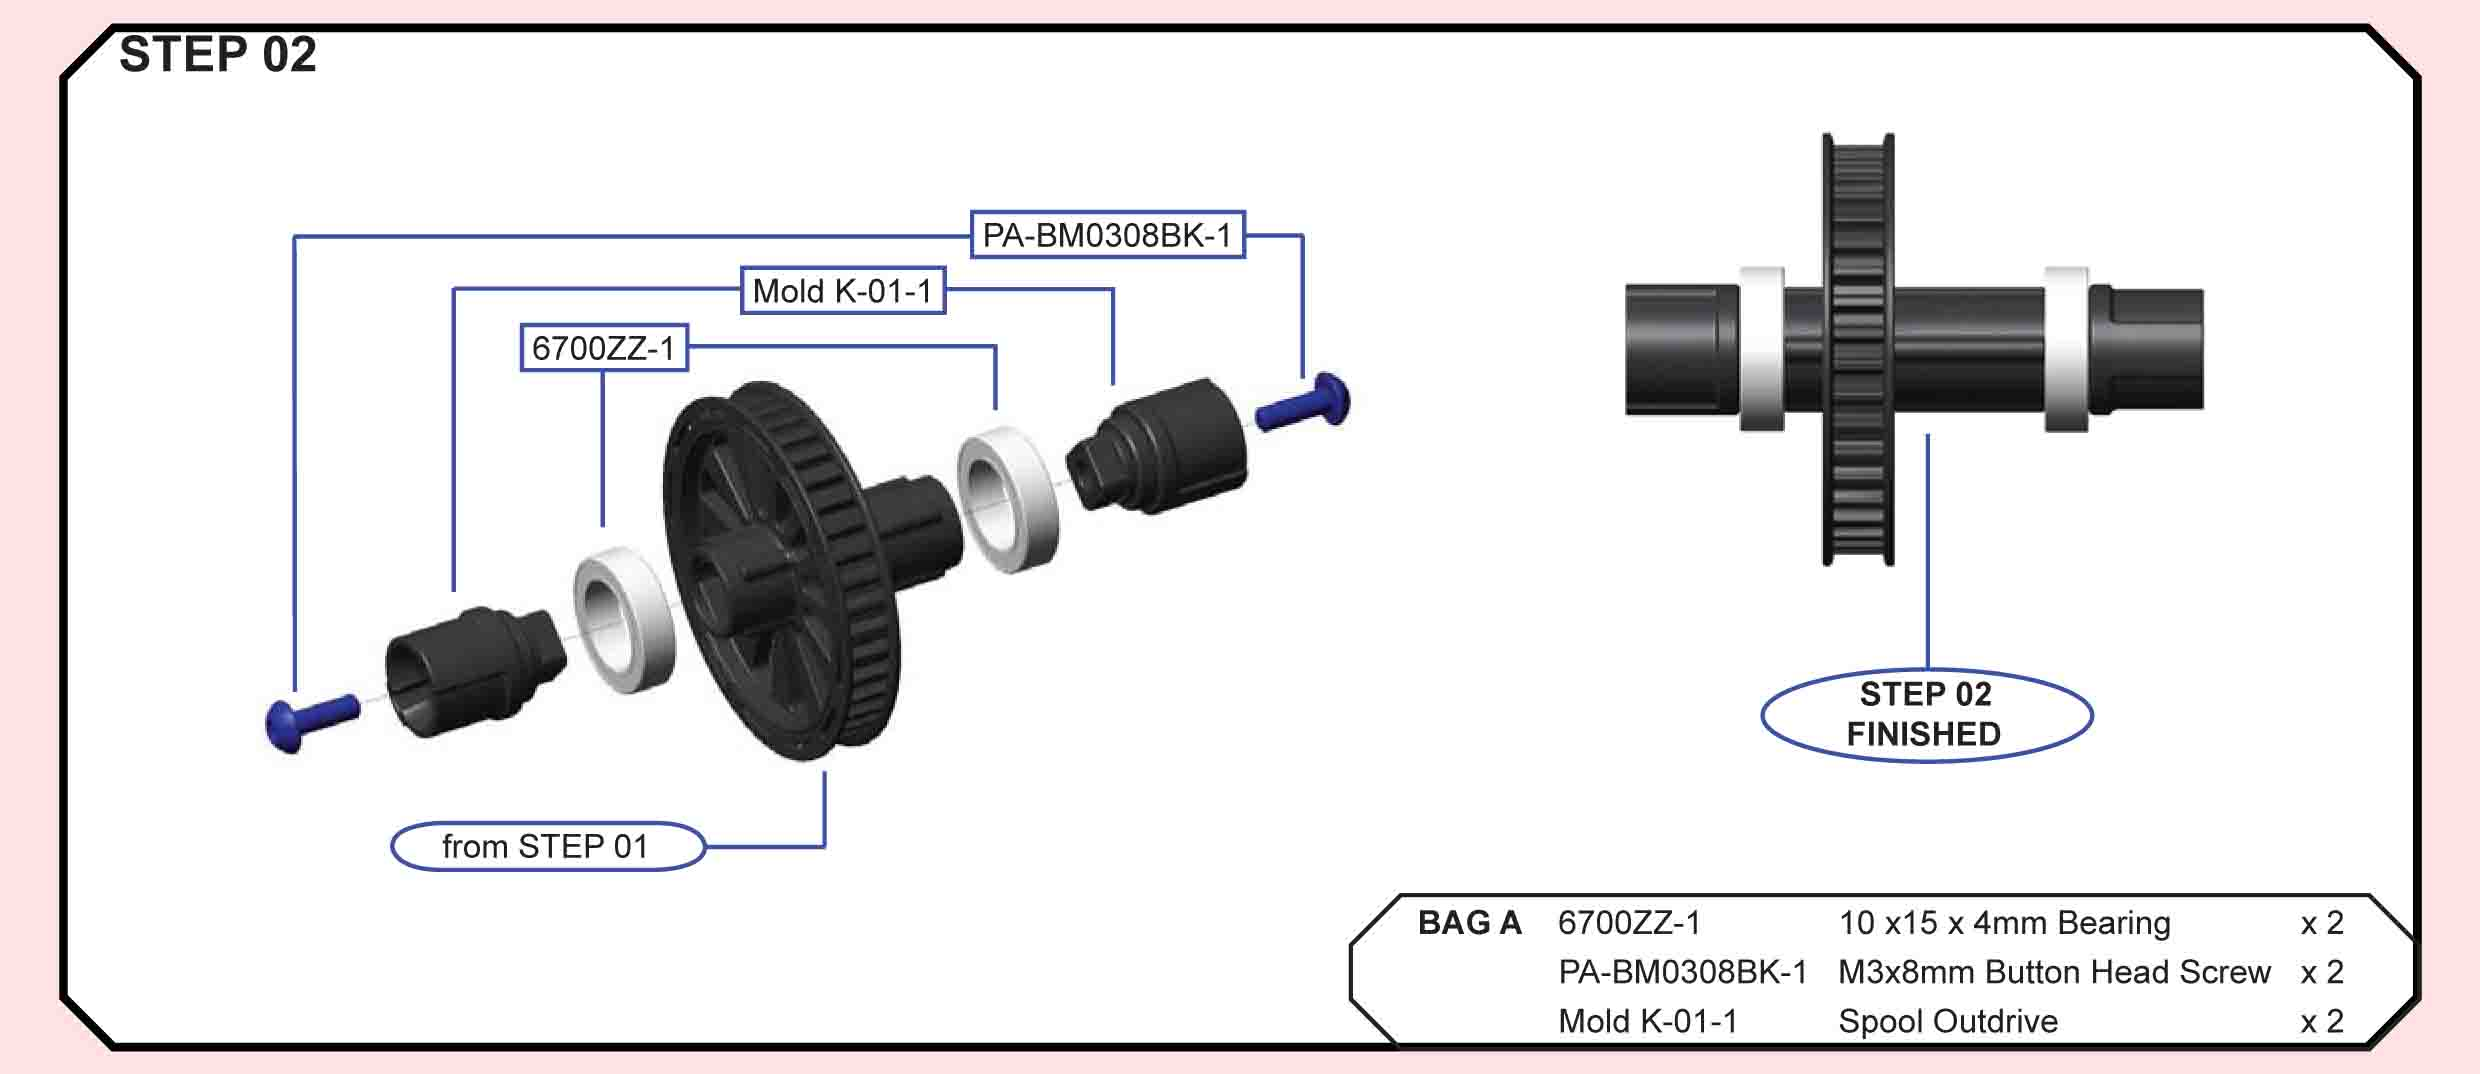 STEP 02
PA-BM0308BK-1
Mold K-01-1
6700ZZ-1
from STEP 01
STEP 02
FINISHED
BAG A 6700ZZ-1 10 x15 x 4mm Bearing x 2
PA-BM0308BK-1 M3x8mm Button Head Screw x 2
Mold K-01-1 Spool Outdrive x 2